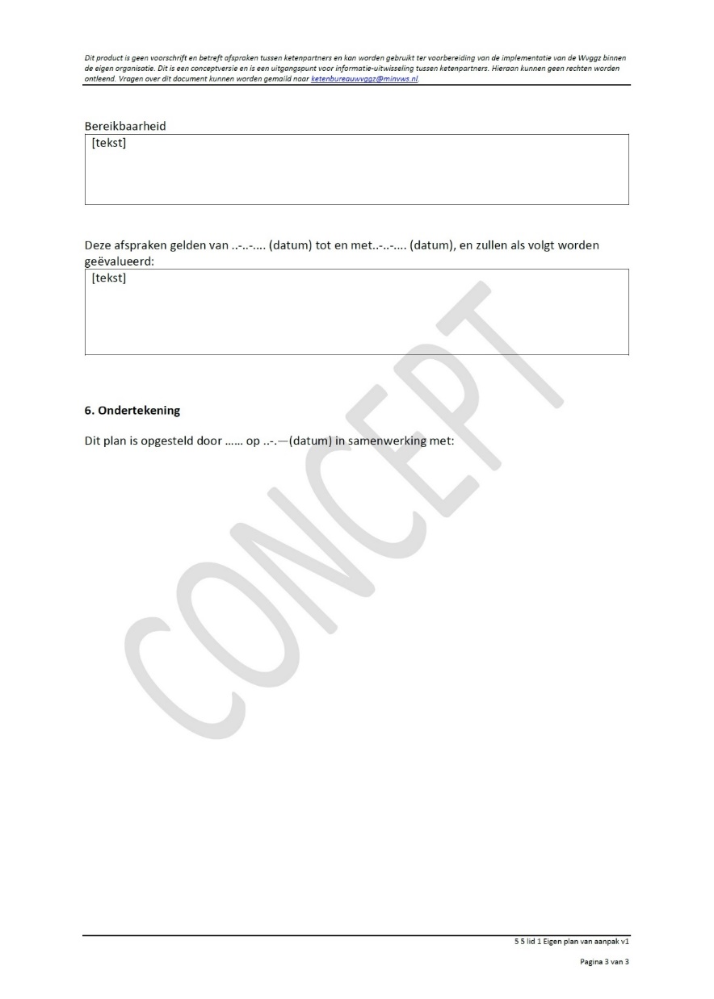 Dit product is geen voorschrift en betreft afspraken tussen ketenpartners en kan worden gebruikt ter voorbereiding van de implementatie van de Wvggz binnen
de eigen organisatie. Dit is een conceptversie en is een uitgangspunt voor informatie-uitwisseling tussen ketenpartners. Hieraan kunnen geen rechten worden
ontleend. Vragen over dit document kunnen worden gemaild naar ketenbureauwvggz@minvws.nl.
Bereikbaarheid
[tekst]
Deze afspraken gelden van ..-..-.... (datum) tot en met..-..-.... (datum), en zullen als volgt worden
geëvalueerd:
[tekst]
6. Ondertekening
Dit plan is opgesteld door …… op ..-.—(datum) in samenwerking met:
CONCEPT
5 5 lid 1 Eigen plan van aanpak v1
Pagina 3 van 3